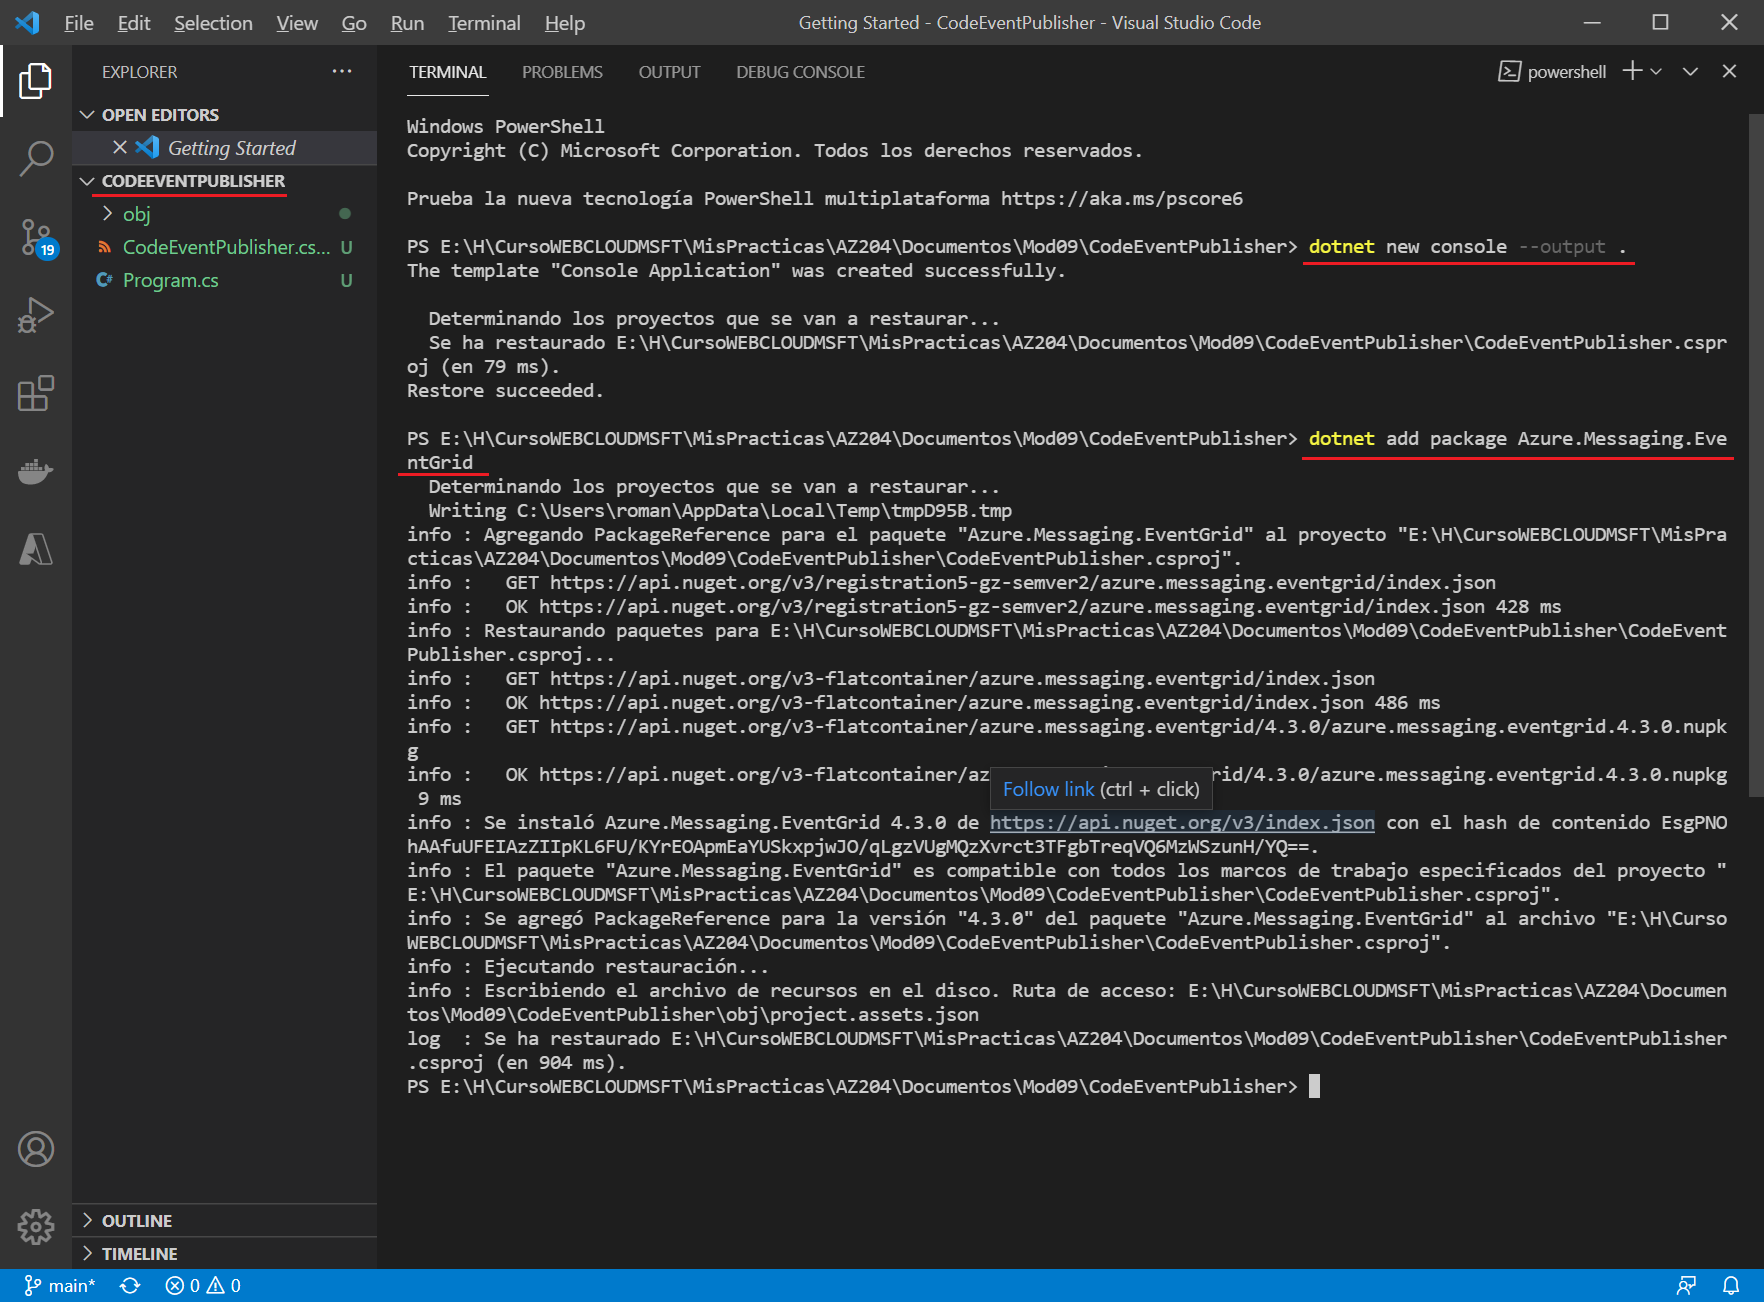 File Edit Selection View Go Run Terminal Help
Getting Started - CodeEventPublisher - Visual Studio Code
EXPLORER
OPEN EDITORS
Getting Started
CODEEVENTPUBLISHER
obj
CodeEventPublisher.cs... U
Program.cs U
19
OUTLINE
TIMELINE
TERMINAL PROBLEMS OUTPUT DEBUG CONSOLE
powershell
Windows PowerShell
Copyright (C) Microsoft Corporation. Todos los derechos reservados.
Prueba la nueva tecnología PowerShell multiplataforma https://aka.ms/pscore6
PS E:\H\CursoWEBCLOUDMSFT\MisPracticas\AZ204\Documentos\Mod09\CodeEventPublisher> dotnet new console --output .
The template "Console Application" was created successfully.
Determinando los proyectos que se van a restaurar...
Se ha restaurado E:\H\CursoWEBCLOUDMSFT\MisPracticas\AZ204\Documentos\Mod09\CodeEventPublisher\CodeEventPublisher.cspr
oj (en 79 ms).
Restore succeeded.
PS E:\H\CursoWEBCLOUDMSFT\MisPracticas\AZ204\Documentos\Mod09\CodeEventPublisher> dotnet add package Azure.Messaging.Eve
ntGrid
Determinando los proyectos que se van a restaurar...
Writing C:\Users\roman\AppData\Local\Temp\tmpD95B.tmp
info : Agregando PackageReference para el paquete "Azure.Messaging.EventGrid" al proyecto "E:\H\CursoWEBCLOUDMSFT\MisPra
cticas\AZ204\Documentos\Mod09\CodeEventPublisher\CodeEventPublisher.csproj".
info :   GET https://api.nuget.org/v3/registration5-gz-semver2/azure.messaging.eventgrid/index.json
info :   OK https://api.nuget.org/v3/registration5-gz-semver2/azure.messaging.eventgrid/index.json 428 ms
info : Restaurando paquetes para E:\H\CursoWEBCLOUDMSFT\MisPracticas\AZ204\Documentos\Mod09\CodeEventPublisher\CodeEvent
Publisher.csproj...
info :   GET https://api.nuget.org/v3-flatcontainer/azure.messaging.eventgrid/index.json
info :   OK https://api.nuget.org/v3-flatcontainer/azure.messaging.eventgrid/index.json 486 ms
info :   GET https://api.nuget.org/v3-flatcontainer/azure.messaging.eventgrid/4.3.0/azure.messaging.eventgrid.4.3.0.nupk
g
info :   OK https://api.nuget.org/v3-flatcontainer/az rid/4.3.0/azure.messaging.eventgrid.4.3.0.nupkg
9 ms
Follow link (ctrl + click)
info : Se instaló Azure.Messaging.EventGrid 4.3.0 de https://api.nuget.org/v3/index.json con el hash de contenido EsgPNO
hAAfuUFEIAzZIIpKL6FU/KYrEOApmEaYUSkxpjwJO/qLgzVUgMQzXvrct3TFgbTreqVQ6MzWSzunH/YQ==.
info : El paquete "Azure.Messaging.EventGrid" es compatible con todos los marcos de trabajo especificados del proyecto "
E:\H\CursoWEBCLOUDMSFT\MisPracticas\AZ204\Documentos\Mod09\CodeEventPublisher\CodeEventPublisher.csproj".
info : Se agregó PackageReference para la versión "4.3.0" del paquete "Azure.Messaging.EventGrid" al archivo "E:\H\Curso
WEBCLOUDMSFT\MisPracticas\AZ204\Documentos\Mod09\CodeEventPublisher\CodeEventPublisher.csproj".
info : Ejecutando restauración...
info : Escribiendo el archivo de recursos en el disco. Ruta de acceso: E:\H\CursoWEBCLOUDMSFT\MisPracticas\AZ204\Documen
tos\Mod09\CodeEventPublisher\obj\project.assets.json
log  : Se ha restaurado E:\H\CursoWEBCLOUDMSFT\MisPracticas\AZ204\Documentos\Mod09\CodeEventPublisher\CodeEventPublisher
.csproj (en 904 ms).
PS E:\H\CursoWEBCLOUDMSFT\MisPracticas\AZ204\Documentos\Mod09\CodeEventPublisher>
main* 0 0